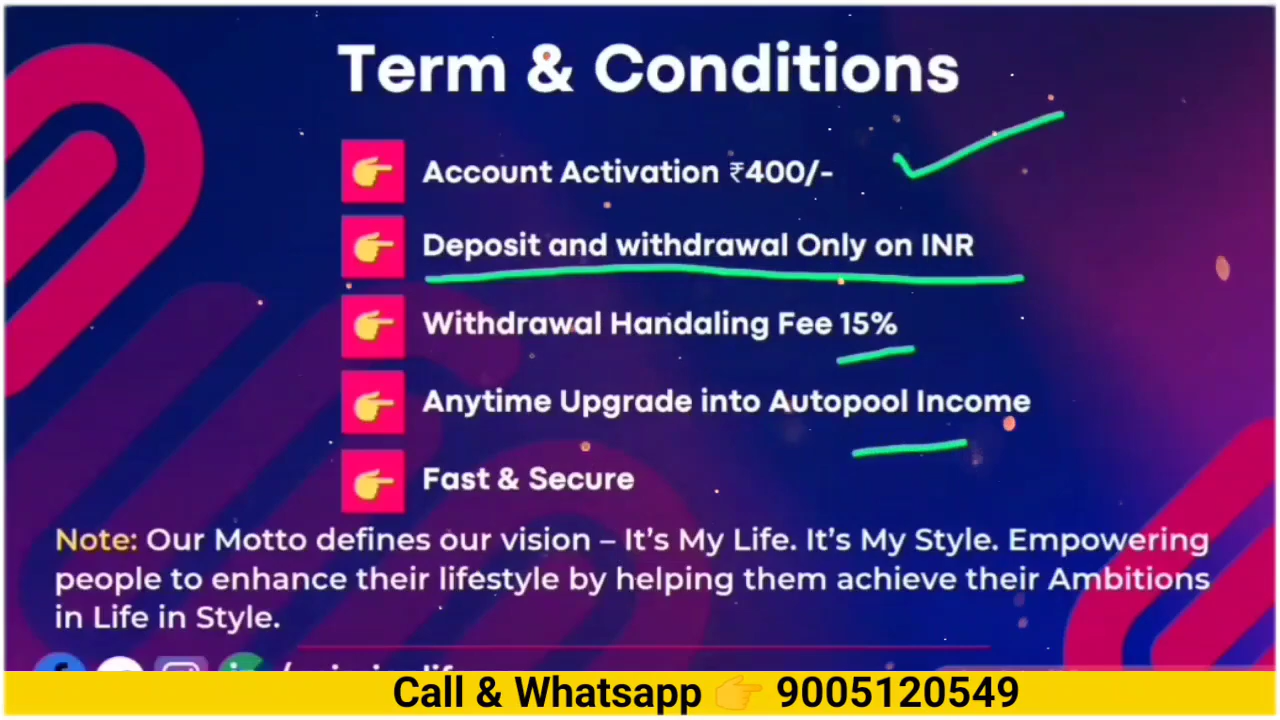 Term & Conditions
Account Activation ₹400/-
Deposit and withdrawal Only on INR
Withdrawal Handaling Fee 15%
Anytime Upgrade into Autopool Income
Fast & Secure
Note: Our Motto defines our vision – It’s My Life. It’s My Style. Empowering
people to enhance their lifestyle by helping them achieve their Ambitions
in Life in Style.
Call & Whatsapp 👉 9005120549